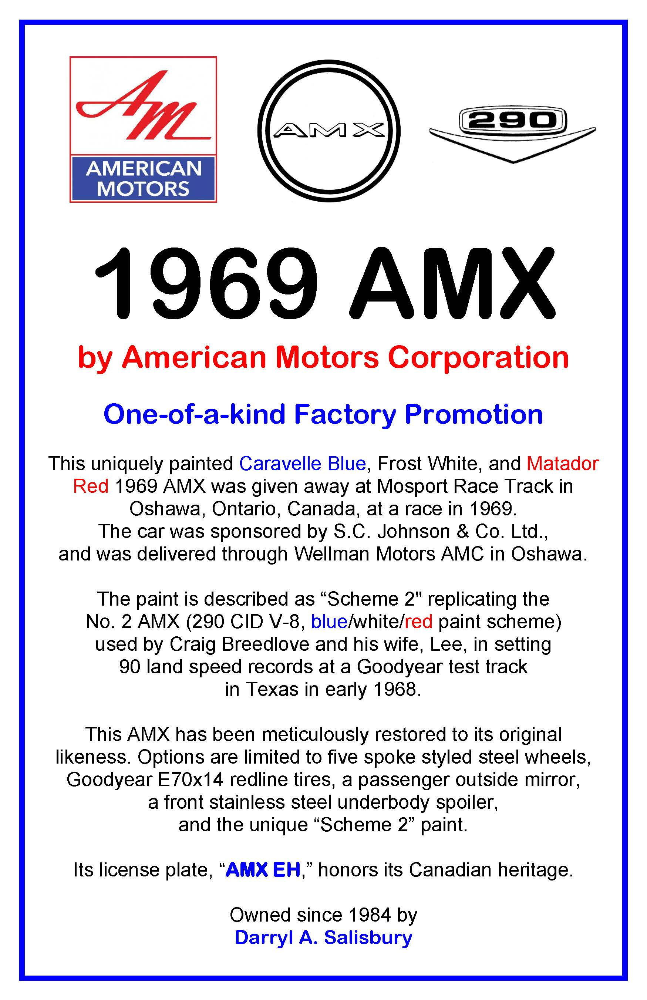 AM
AMERICAN
MOTORS
AMX
290
1969 AMX
by American Motors Corporation
One-of-a-kind Factory Promotion
This uniquely painted Caravelle Blue, Frost White, and Matador
Red 1969 AMX was given away at Mosport Race Track in
Oshawa, Ontario, Canada, at a race in 1969.
The car was sponsored by S.C. Johnson & Co. Ltd.,
and was delivered through Wellman Motors AMC in Oshawa.
The paint is described as “Scheme 2" replicating the
No. 2 AMX (290 CID V-8, blue/white/red paint scheme)
used by Craig Breedlove and his wife, Lee, in setting
90 land speed records at a Goodyear test track
in Texas in early 1968.
This AMX has been meticulously restored to its original
likeness. Options are limited to five spoke styled steel wheels,
Goodyear E70x14 redline tires, a passenger outside mirror,
a front stainless steel underbody spoiler,
and the unique “Scheme 2” paint.
Its license plate, “AMX EH,” honors its Canadian heritage.
Owned since 1984 by
Darryl A. Salisbury